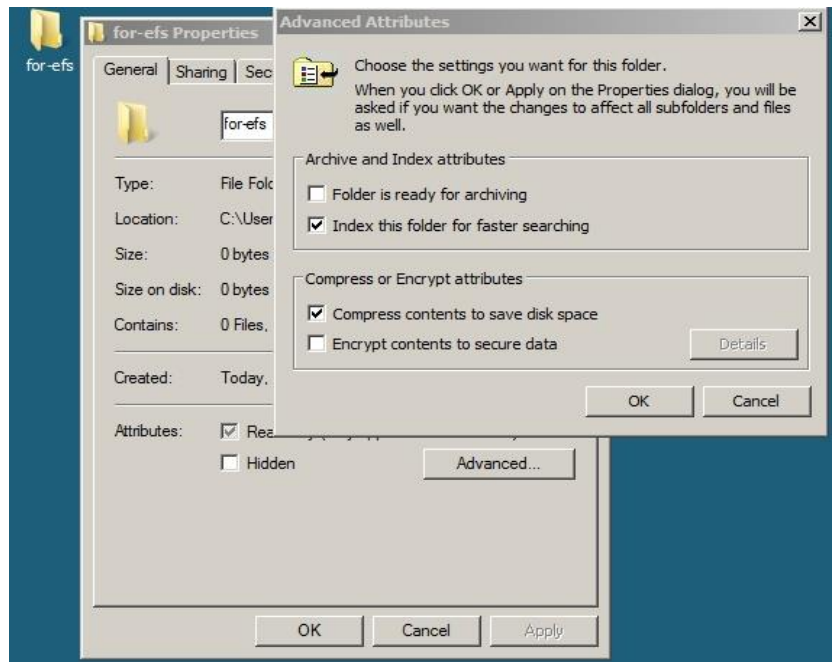 for-efs
for-efs Properties
General Sharing Sec
for-efs
Type: File Fold
Location: C:\User
Size: 0 bytes
Size on disk: 0 bytes
Contains: 0 Files,
Created: Today,
Attributes: Rea
Hidden
Advanced...
OK Cancel Apply
Advanced Attributes
Choose the settings you want for this folder.
When you click OK or Apply on the Properties dialog, you will be
asked if you want the changes to affect all subfolders and files
as well.
Archive and Index attributes
Folder is ready for archiving
Index this folder for faster searching
Compress or Encrypt attributes
Compress contents to save disk space
Encrypt contents to secure data
Details
OK Cancel